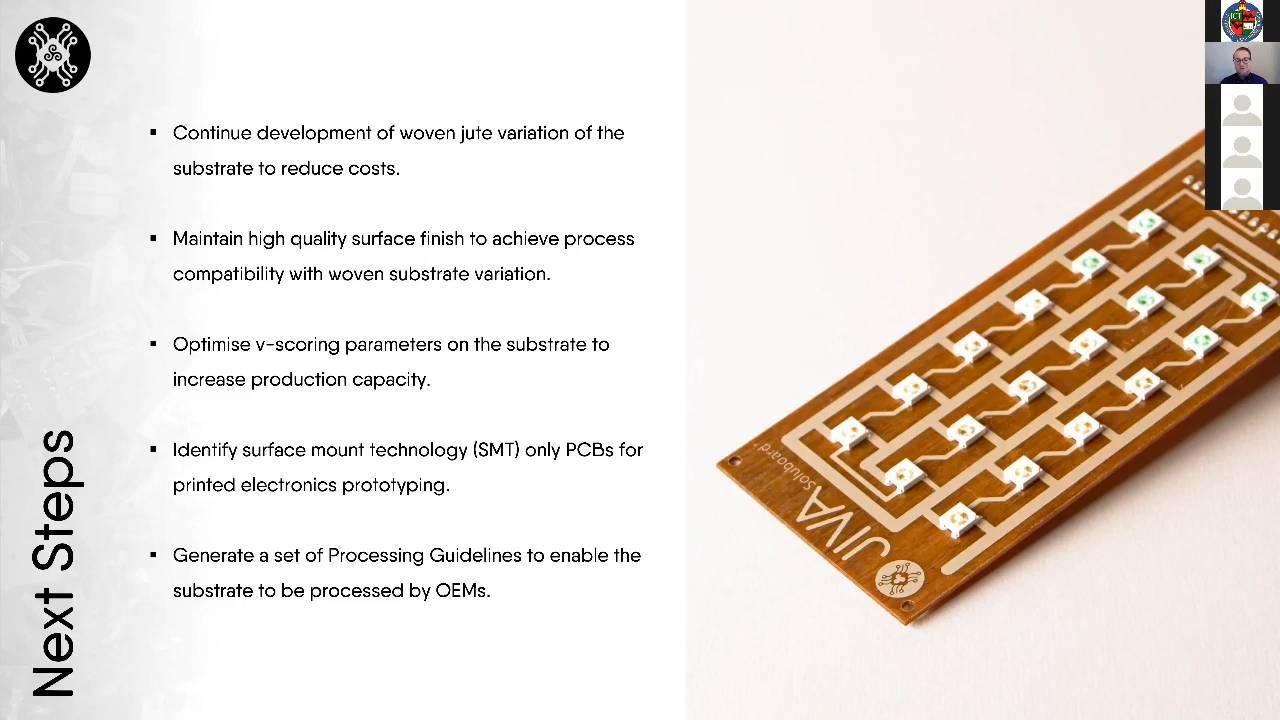 Next Steps
▪ Continue development of woven jute variation of the
substrate to reduce costs.
▪ Maintain high quality surface finish to achieve process
compatibility with woven substrate variation.
▪ Optimise v-scoring parameters on the substrate to
increase production capacity.
▪ Identify surface mount technology (SMT) only PCBs for
printed electronics prototyping.
▪ Generate a set of Processing Guidelines to enable the
substrate to be processed by OEMs.
JIVA
Soluboard
ICT